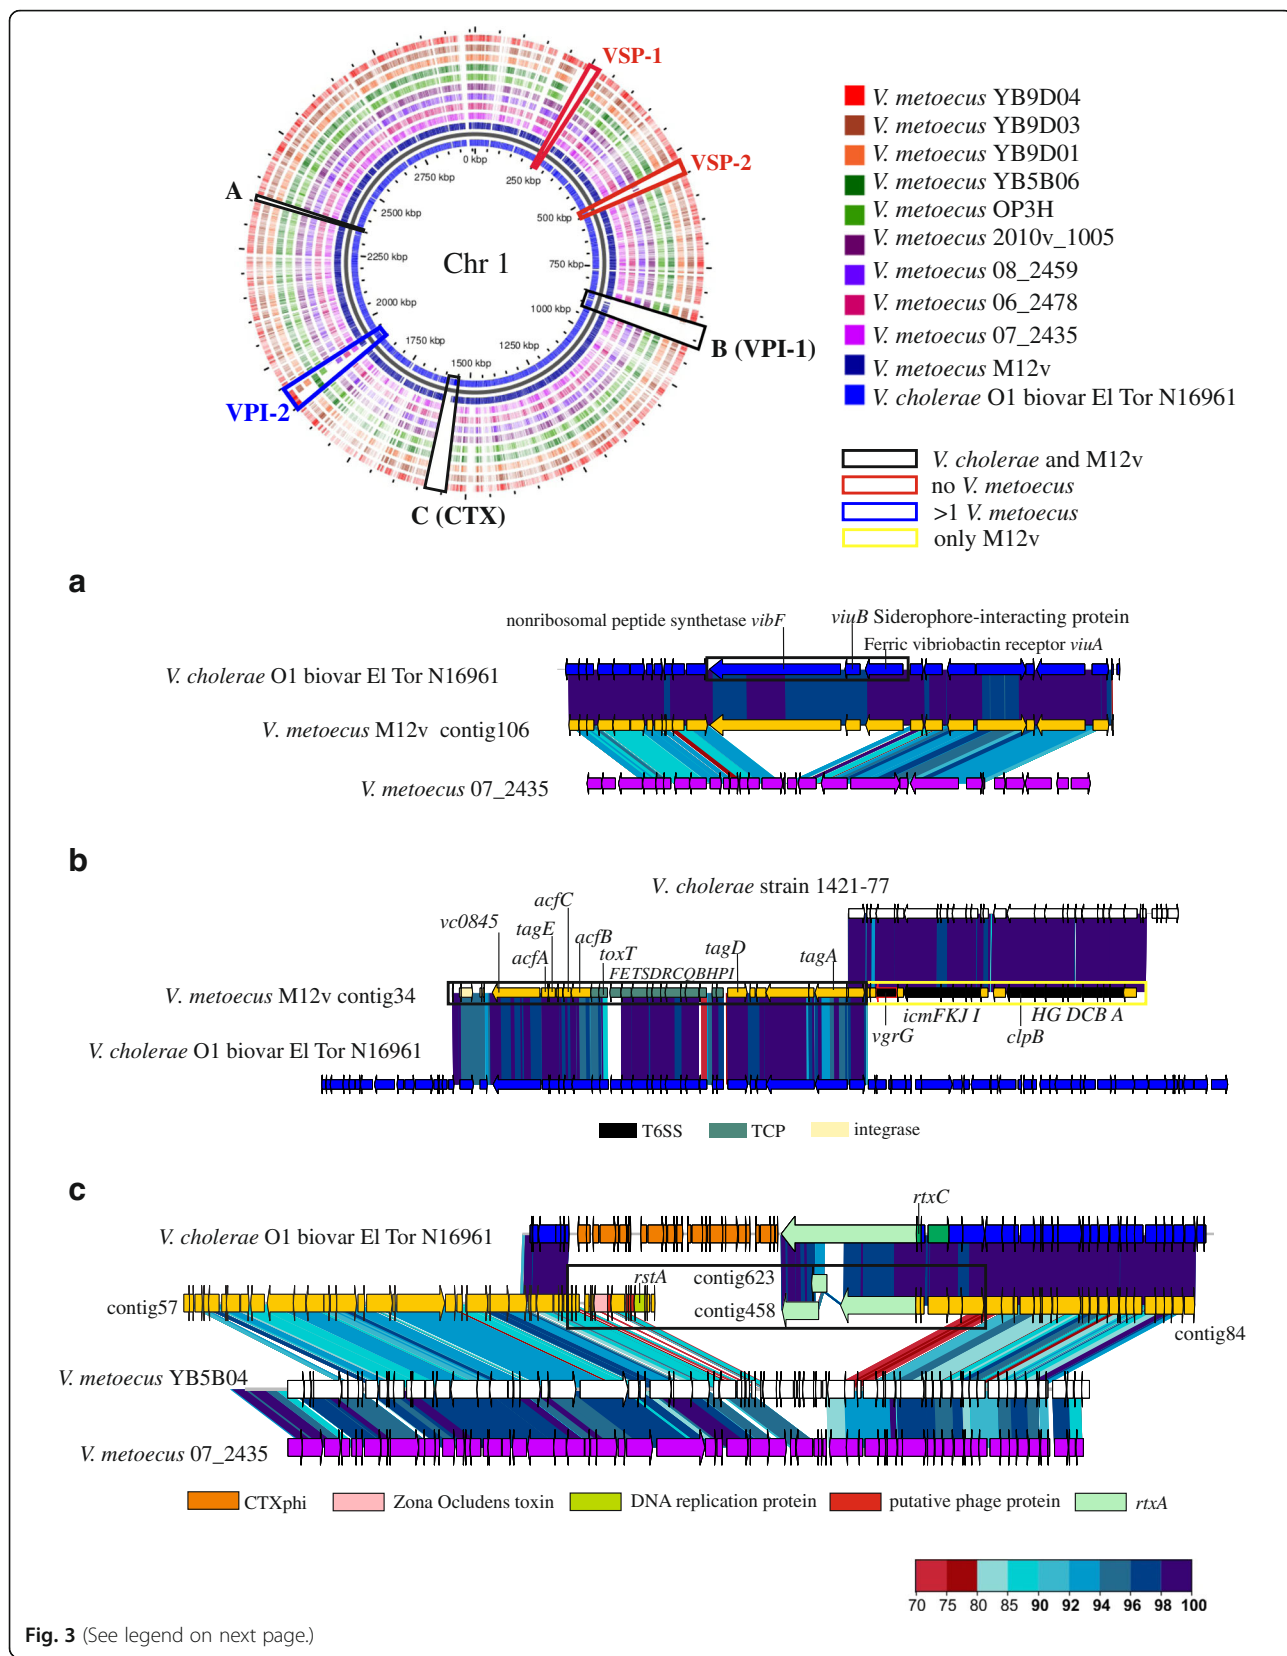 VSP-1
VSP-2
A
B (VPI-1)
VPI-2
C (CTX)
Chr 1
0 kbp
250 kbp
500 kbp
750 kbp
1000 kbp
1250 kbp
1500 kbp
1750 kbp
2000 kbp
2250 kbp
2500 kbp
2750 kbp
V. metoecus YB9D04
V. metoecus YB9D03
V. metoecus YB9D01
V. metoecus YB5B06
V. metoecus OP3H
V. metoecus 2010v_1005
V. metoecus 08_2459
V. metoecus 06_2478
V. metoecus 07_2435
V. metoecus M12v
V. cholerae O1 biovar El Tor N16961
V. cholerae and M12v
no V. metoecus
>1 V. metoecus
only M12v
a
nonribosomal peptide synthetase vibF
viuB Siderophore-interacting protein
Ferric vibriobactin receptor viuA
V. cholerae O1 biovar El Tor N16961
V. metoecus M12v contig106
V. metoecus 07_2435
b
V. cholerae strain 1421-77
vc0845
acfA
tagE
acfC
acfB
toxT
FETSDRCQBHPI
tagD
tagA
V. metoecus M12v contig34
vgrG
icmFKJ I
clpB
HG DCB A
V. cholerae O1 biovar El Tor N16961
T6SS
TCP
integrase
c
rtxC
V. cholerae O1 biovar El Tor N16961
contig623
contig458
rstA
contig57
contig84
V. metoecus YB5B04
V. metoecus 07_2435
CTXphi
Zona Ocludens toxin
DNA replication protein
putative phage protein
rtxA
70 75 80 85 90 92 94 96 98 100
Fig. 3 (See legend on next page.)